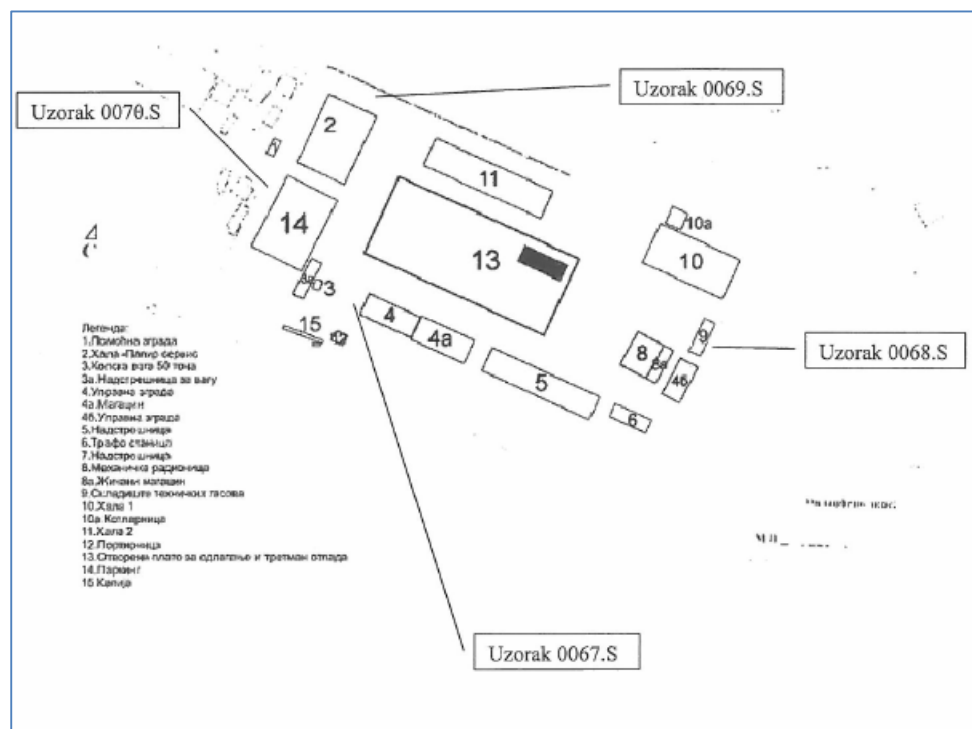 Uzorak 0069.S
Uzorak 0070.S
2
11
14
10a
10
13
3
15
4
4a
9
8
8a
4б
5
6
Uzorak 0068.S
Легенда:
1.Помоћна зграда
2.Хала -Папир сервис
3.Колска вага 50 тона
3а.Надстрешница за вагу
4.Управна зграда
4а.Магацин
4б.Управна зграда
5.Надстрешница
6.Трафо станица
7.Надстрешница
8.Механичка радионица
8а.Жичани магацин
9.Складиште техничких гасова
10.Хала 1
10а Котларница
11.Хала 2
12.Портирница
13.Отворени плато за одлагање и третман отпада
14.Паркинг
15 Капија
Uzorak 0067.S